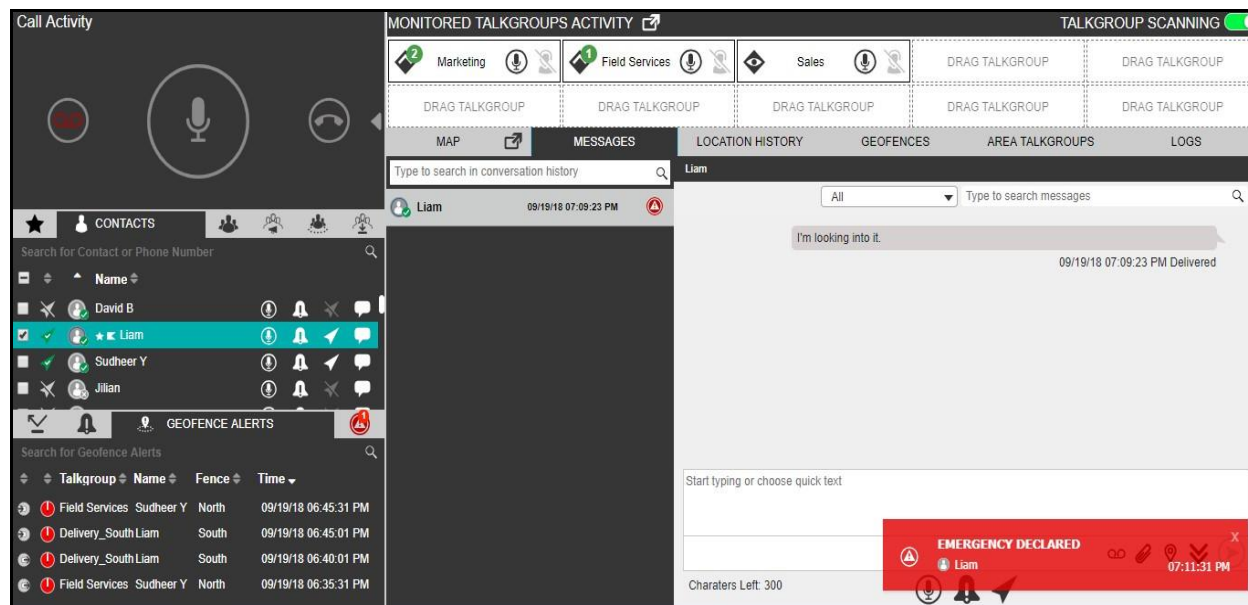 Call Activity
MONITORED TALKGROUPS ACTIVITY
TALKGROUP SCANNING
2 Marketing
1 Field Services
Sales
DRAG TALKGROUP
DRAG TALKGROUP
DRAG TALKGROUP
DRAG TALKGROUP
DRAG TALKGROUP
DRAG TALKGROUP
DRAG TALKGROUP
MAP
MESSAGES
LOCATION HISTORY
GEOFENCES
AREA TALKGROUPS
LOGS
Type to search in conversation history
Liam 09/19/18 07:09:23 PM
Liam
All
Type to search messages
I'm looking into it.
09/19/18 07:09:23 PM Delivered
CONTACTS
Search for Contact or Phone Number
Name
David B
Liam
Sudheer Y
Jilian
GEOFENCE ALERTS
1
Search for Geofence Alerts
Talkgroup Name Fence Time
Field Services Sudheer Y North 09/19/18 06:45:31 PM
Delivery_South Liam South 09/19/18 06:45:01 PM
Delivery_South Liam South 09/19/18 06:40:01 PM
Field Services Sudheer Y North 09/19/18 06:35:31 PM
Start typing or choose quick text
EMERGENCY DECLARED
X
Liam
07:11:31 PM
Charaters Left: 300